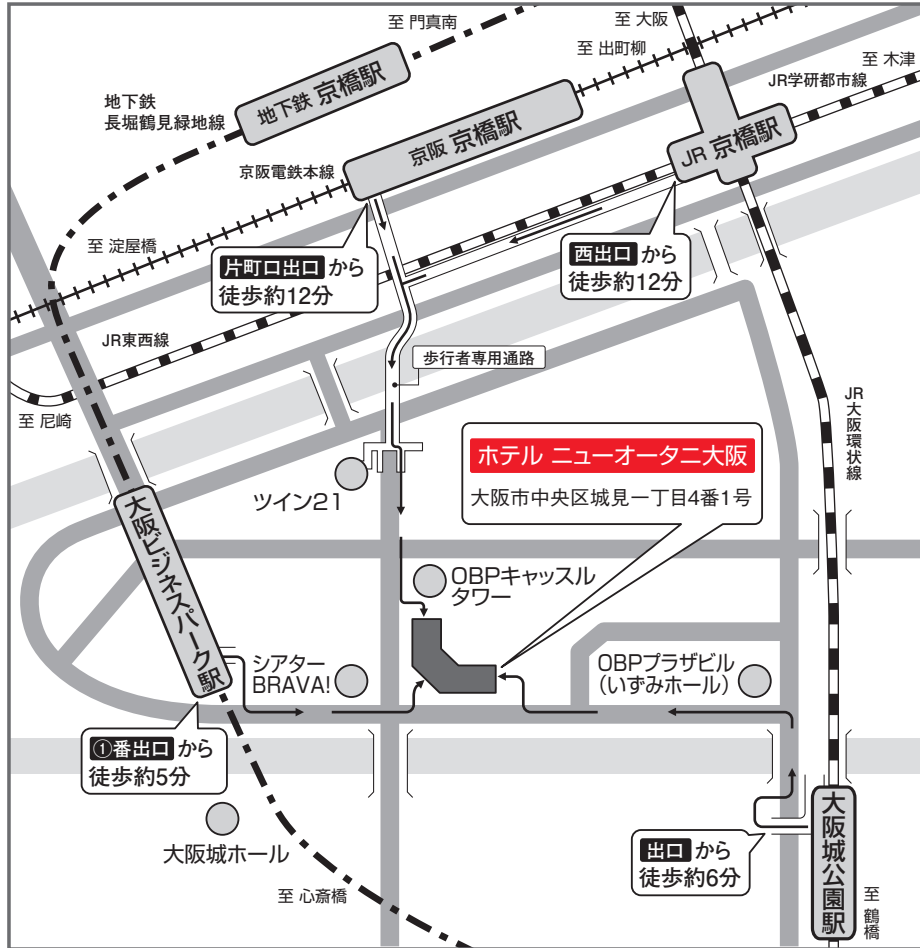 至 門真南
至 大阪
至 出町柳
至 木津
JR学研都市線
地下鉄 京橋駅
地下鉄
長堀鶴見緑地線
京阪 京橋駅
JR 京橋駅
京阪電鉄本線
至 淀屋橋
片町口出口 から
徒歩約12分
西出口 から
徒歩約12分
JR東西線
歩行者専用通路
至 尼崎
JR大阪環状線
ホテル ニューオータニ大阪
大阪市中央区城見一丁目4番1号
ツイン21
大阪ビジネスパーク駅
OBPキャッスル
タワー
シアター
BRAVA!
OBPプラザビル
(いずみホール)
①番出口 から
徒歩約5分
大阪城ホール
出口 から
徒歩約6分
大阪城公園駅
至 心斎橋
至 鶴橋